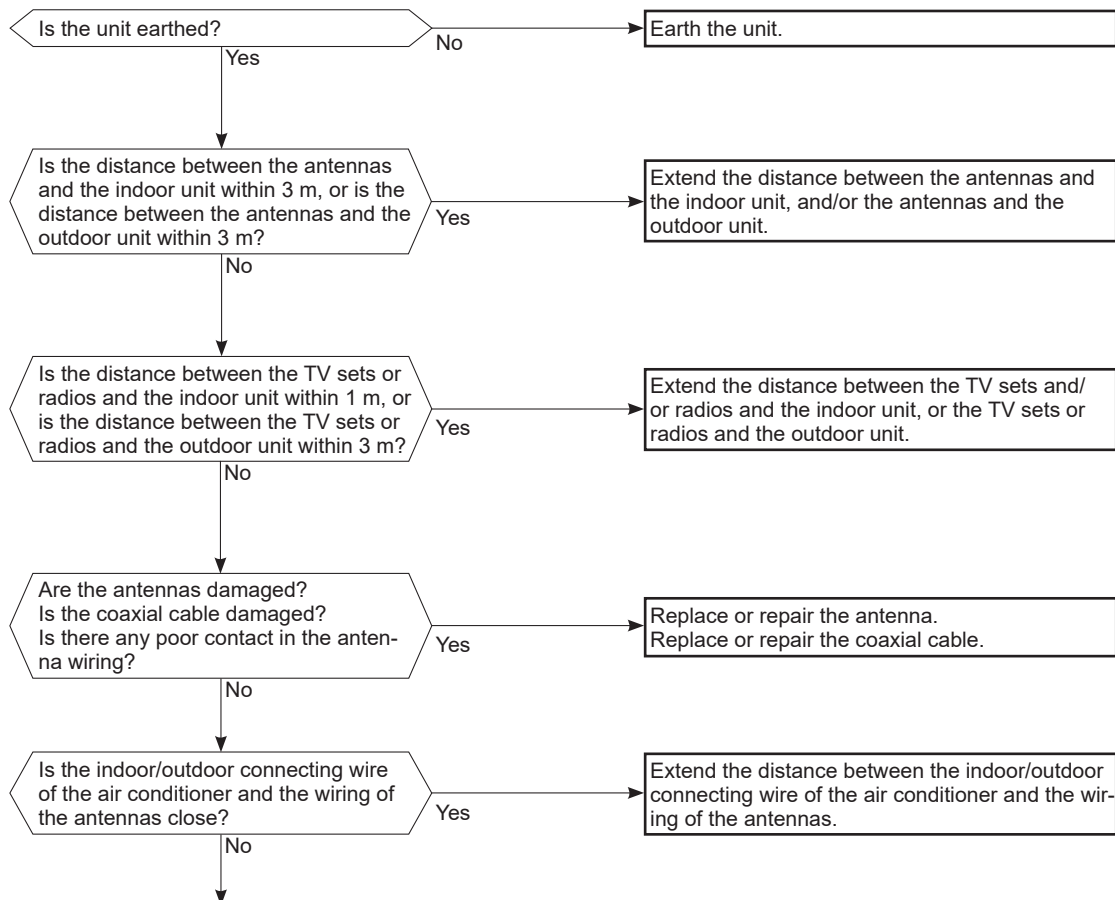 Is the unit earthed?
No
Earth the unit.
Yes
Is the distance between the antennas
and the indoor unit within 3 m, or is the
distance between the antennas and the
outdoor unit within 3 m?
Yes
Extend the distance between the antennas and
the indoor unit, and/or the antennas and the
outdoor unit.
No
Is the distance between the TV sets or
radios and the indoor unit within 1 m, or
is the distance between the TV sets or
radios and the outdoor unit within 3 m?
Yes
Extend the distance between the TV sets and/
or radios and the indoor unit, or the TV sets or
radios and the outdoor unit.
No
Are the antennas damaged?
Is the coaxial cable damaged?
Is there any poor contact in the anten-
na wiring?
Yes
Replace or repair the antenna.
Replace or repair the coaxial cable.
No
Is the indoor/outdoor connecting wire
of the air conditioner and the wiring of
the antennas close?
Yes
Extend the distance between the indoor/outdoor
connecting wire of the air conditioner and the wir-
ing of the antennas.
No